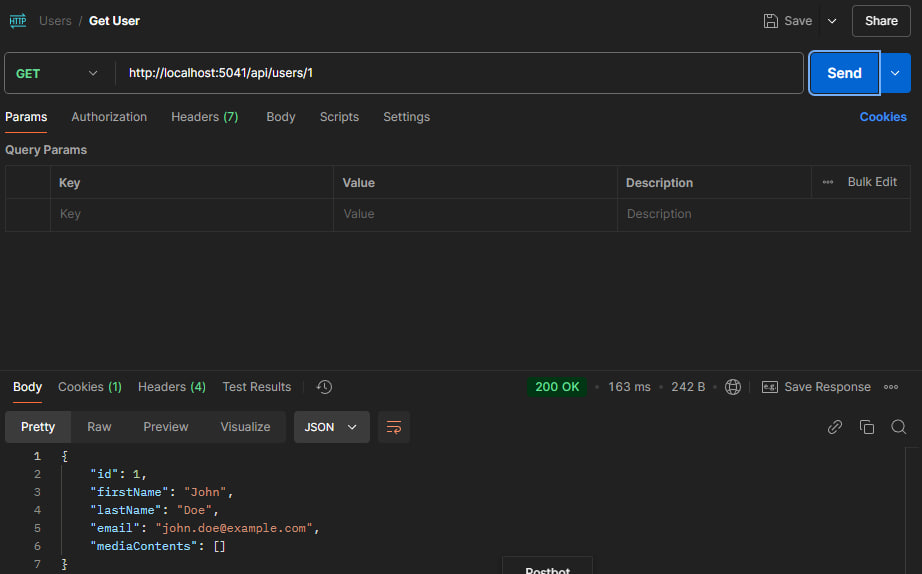 HTTP Users / Get User Save Share
GET http://localhost:5041/api/users/1 Send
Params Authorization Headers (7) Body Scripts Settings Cookies
Query Params
Key Value Description ••• Bulk Edit
Key Value Description
Body Cookies (1) Headers (4) Test Results 200 OK • 163 ms • 242 B • e.g. Save Response •••
Pretty Raw Preview Visualize JSON
1 {
2 "id": 1,
3 "firstName": "John",
4 "lastName": "Doe",
5 "email": "john.doe@example.com",
6 "mediaContents": []
7 }
Postbot